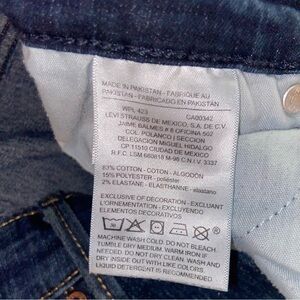 MADE IN PAKISTAN - FABRIQUE AU
PAKISTAN - FABRICADO EN PAKISTÁN
WPL 423 CA00342
LEVI STRAUSS DE MEXICO, S.A. DE C.V.
JAIME BALMES # 8 OFICINA 502
COL. POLANCO I SECCION
DELEGACION MIGUEL HIDALGO
CP 11510 CIUDAD DE MEXICO
83% COTTON - COTON - ALGODÓN
15% POLYESTER - poliéster
2% ELASTANE - ELASTHANNE - elastano
EXCLUSIVE OF DECORATION - EXCLUANT
L'ORNEMENTATION - EXCLUYENDO
ELEMENTOS DECORATIVOS
MACHINE WASH COLD. DO NOT BLEACH.
TUMBLE DRY MEDIUM. WARM IRON IF
NEEDED. DO NOT DRY CLEAN. WASH AND
DRY INSIDE OUT WITH LIKE COLORS.
LIQUID DETERGENT IS RECOMMENDED.